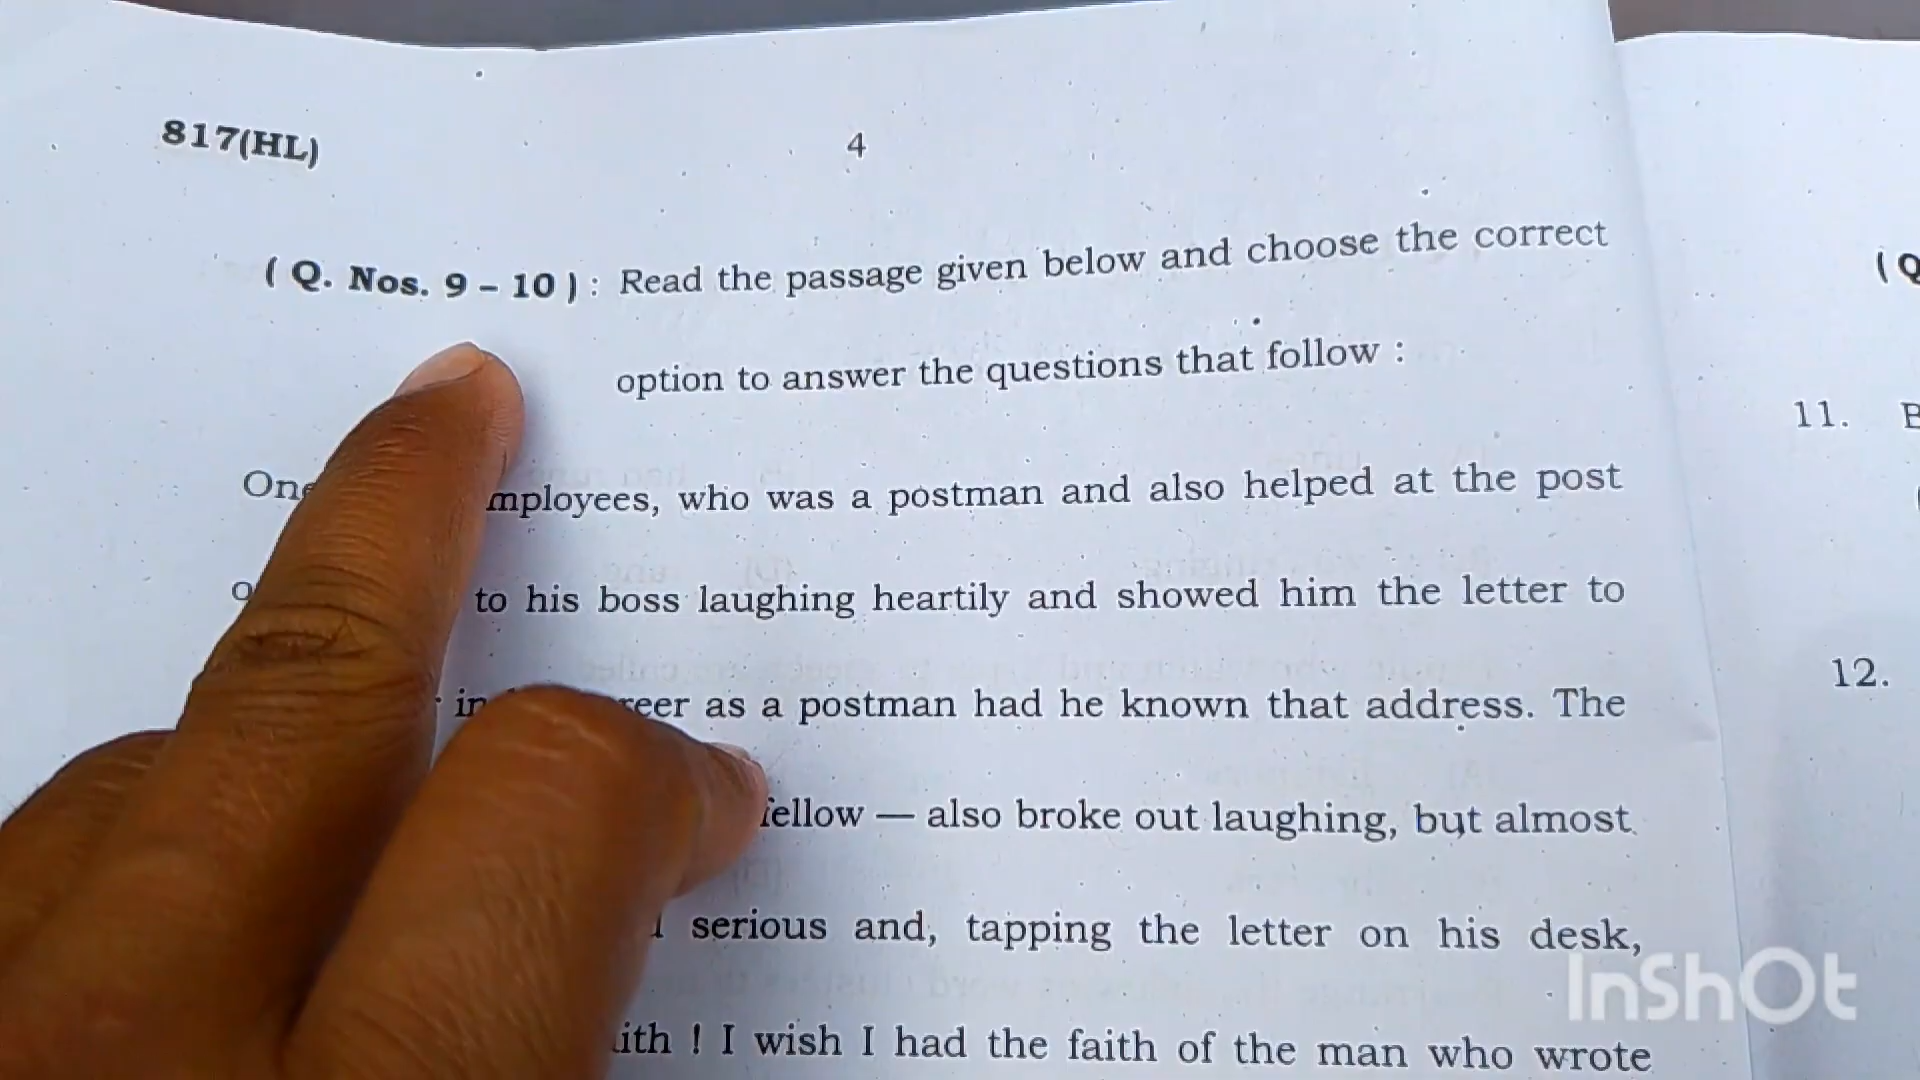 817(HL)
4
( Q. Nos. 9 – 10 ) : Read the passage given below and choose the correct
option to answer the questions that follow :
One mployees, who was a postman and also helped at the post
to his boss laughing heartily and showed him the letter to
as a postman had he known that address. The
fellow — also broke out laughing, but almost
serious and, tapping the letter on his desk,
ith ! I wish I had the faith of the man who wrote
( Q
11.
12.
InShOt